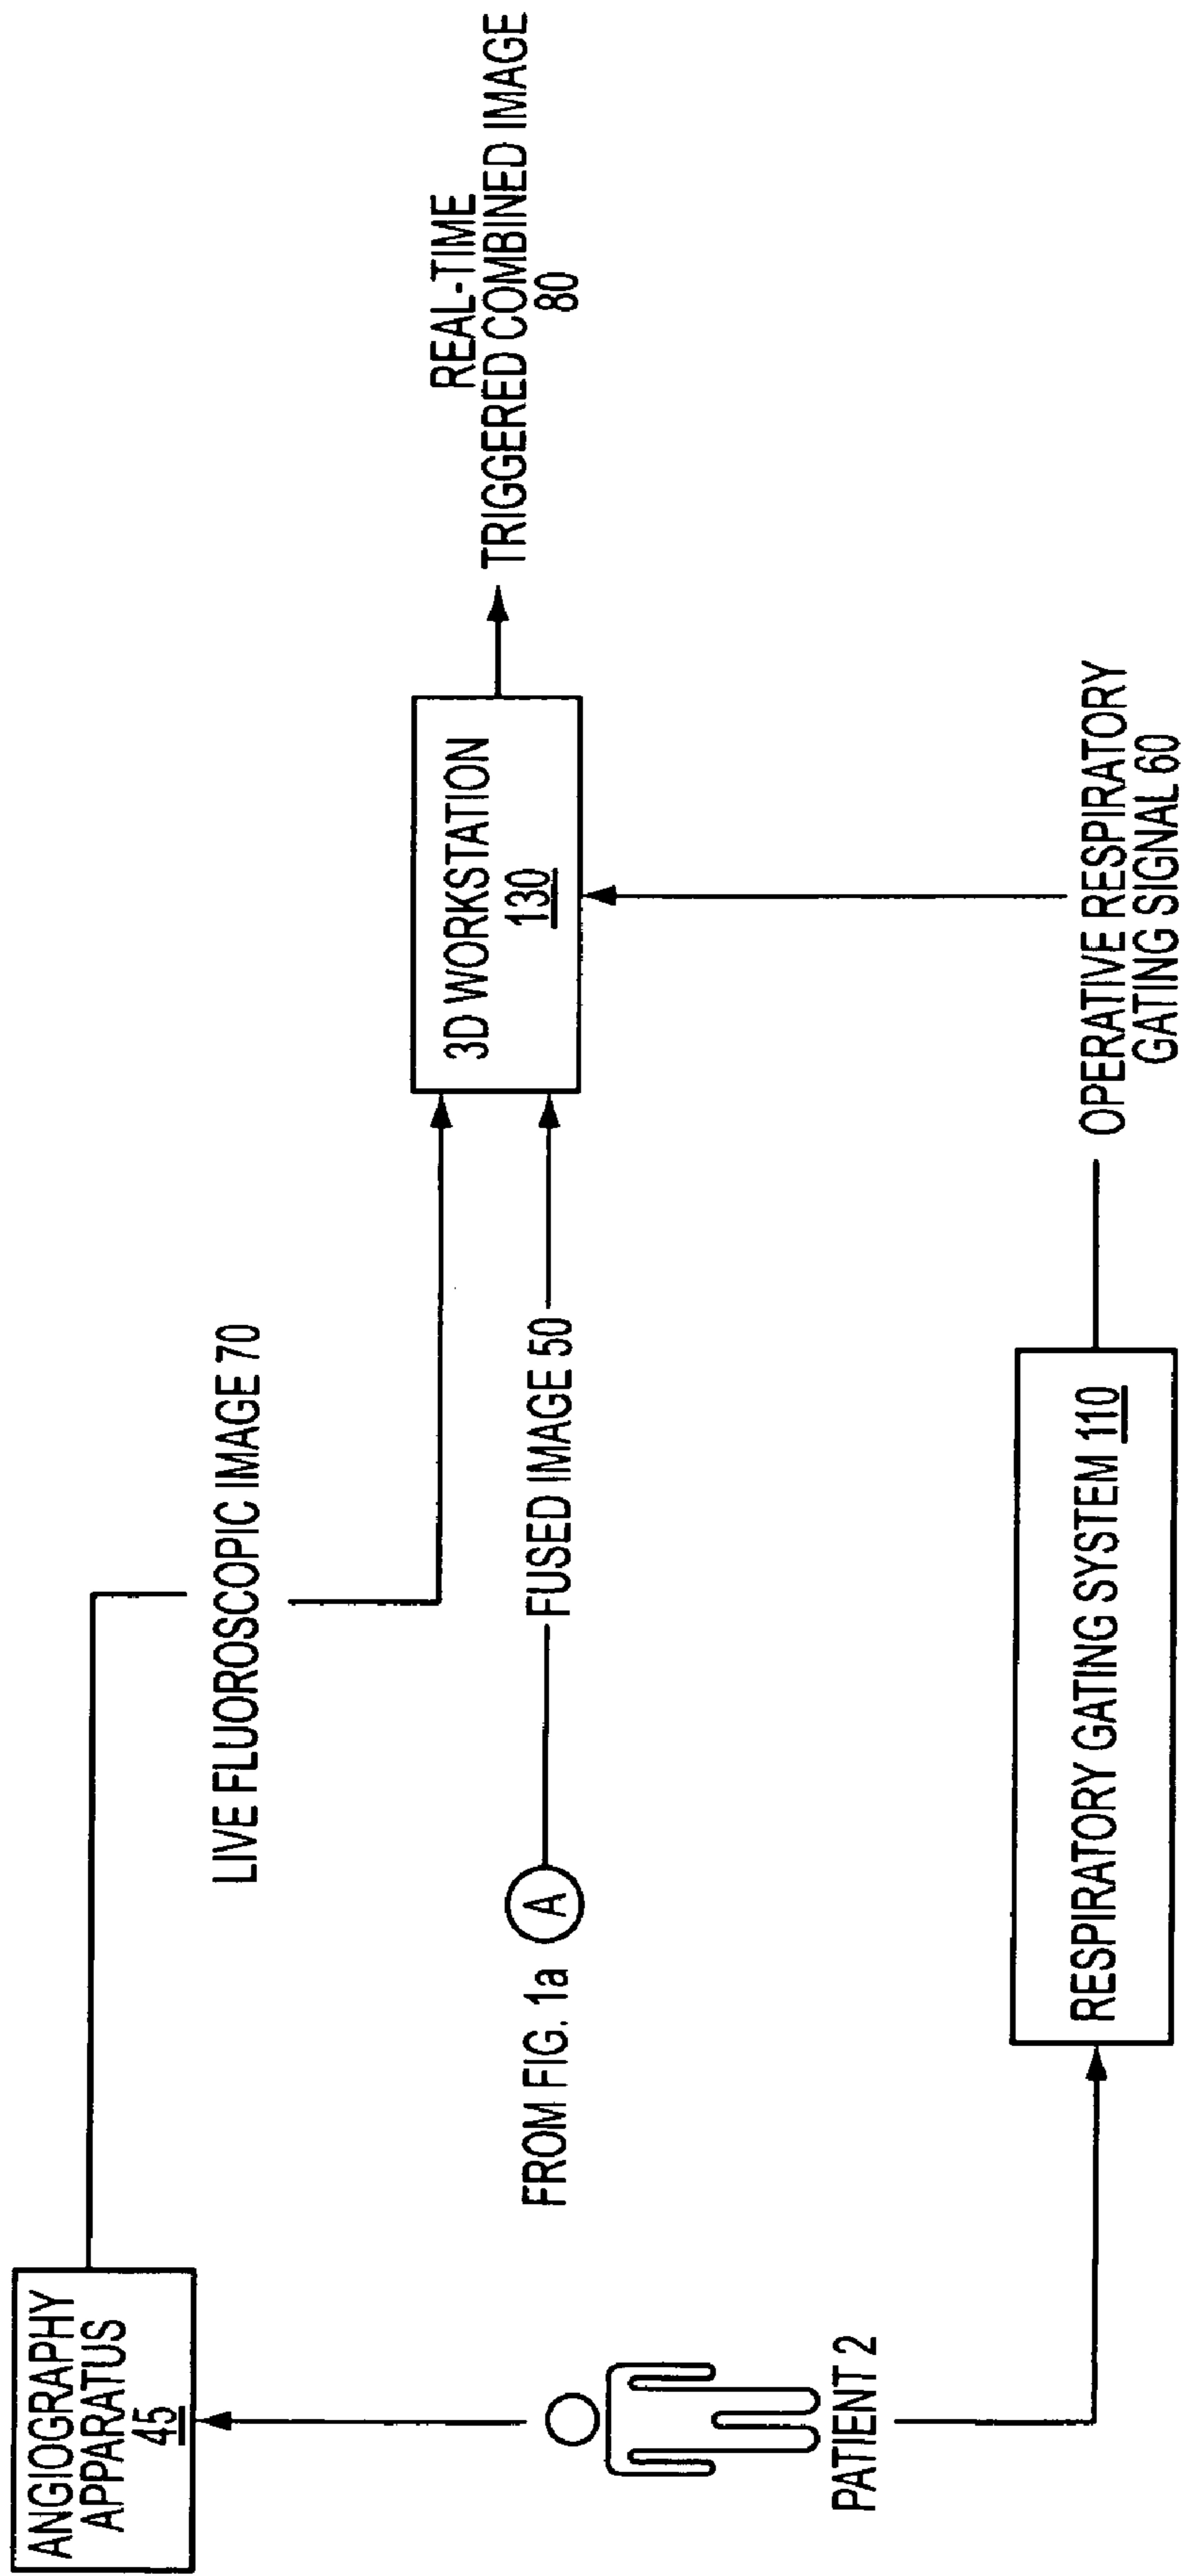 ANGIOGRAPHY
APPARATUS
45
LIVE FLUOROSCOPIC IMAGE 70
REAL-TIME
TRIGGERED COMBINED IMAGE
80
3D WORKSTATION
130
FROM FIG. 1a
A
FUSED IMAGE 50
PATIENT 2
RESPIRATORY GATING SYSTEM 110
OPERATIVE RESPIRATORY
GATING SIGNAL 60